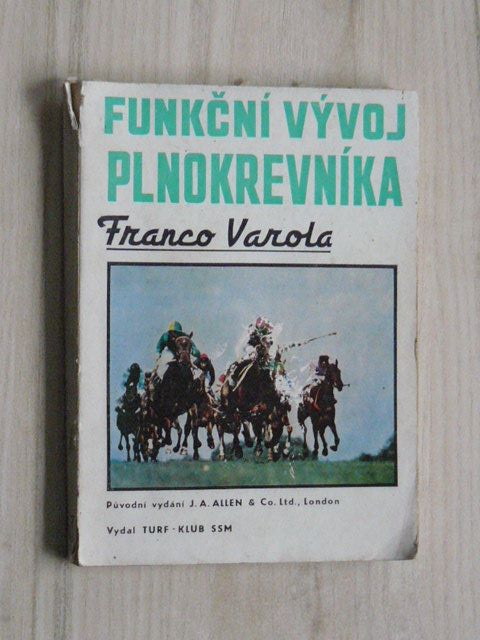 FUNKČNÍ VÝVOJ
PLNOKREVNÍKA
Franco Varola
Původní vydání J. A. ALLEN & Co. Ltd., London
Vydal TURF - KLUB SSM